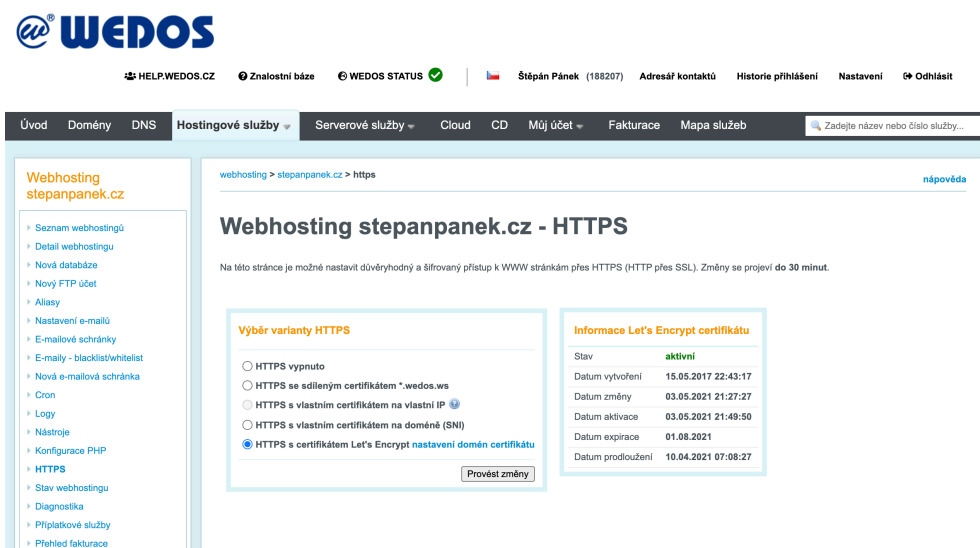 WEDOS
HELP.WEDOS.CZ Znalostní báze WEDOS STATUS Štěpán Pánek (188207) Adresář kontaktů Historie přihlášení Nastavení Odhlásit
Úvod Domény DNS Hostingové služby Serverové služby Cloud CD Můj účet Fakturace Mapa služeb Zadejte název nebo číslo služby...
Webhosting
stepanpanek.cz
Seznam webhostingů
Detail webhostingu
Nová databáze
Nový FTP účet
Aliasy
Nastavení e-mailů
E-mailové schránky
E-maily - blacklist/whitelist
Nová e-mailová schránka
Cron
Logy
Nástroje
Konfigurace PHP
HTTPS
Stav webhostingu
Diagnostika
Příplatkové služby
Přehled fakturace
webhosting > stepanpanek.cz > https
nápověda
Webhosting stepanpanek.cz - HTTPS
Na této stránce je možné nastavit důvěryhodný a šifrovaný přístup k WWW stránkám přes HTTPS (HTTP přes SSL). Změny se projeví do 30 minut.
Výběr varianty HTTPS
HTTPS vypnuto
HTTPS se sdíleným certifikátem *.wedos.ws
HTTPS s vlastním certifikátem na vlastní IP
HTTPS s vlastním certifikátem na doméně (SNI)
HTTPS s certifikátem Let's Encrypt nastavení domén certifikátu
Provést změny
Informace Let's Encrypt certifikátu
Stav aktivní
Datum vytvoření 15.05.2017 22:43:17
Datum změny 03.05.2021 21:27:27
Datum aktivace 03.05.2021 21:49:50
Datum expirace 01.08.2021
Datum prodloužení 10.04.2021 07:08:27